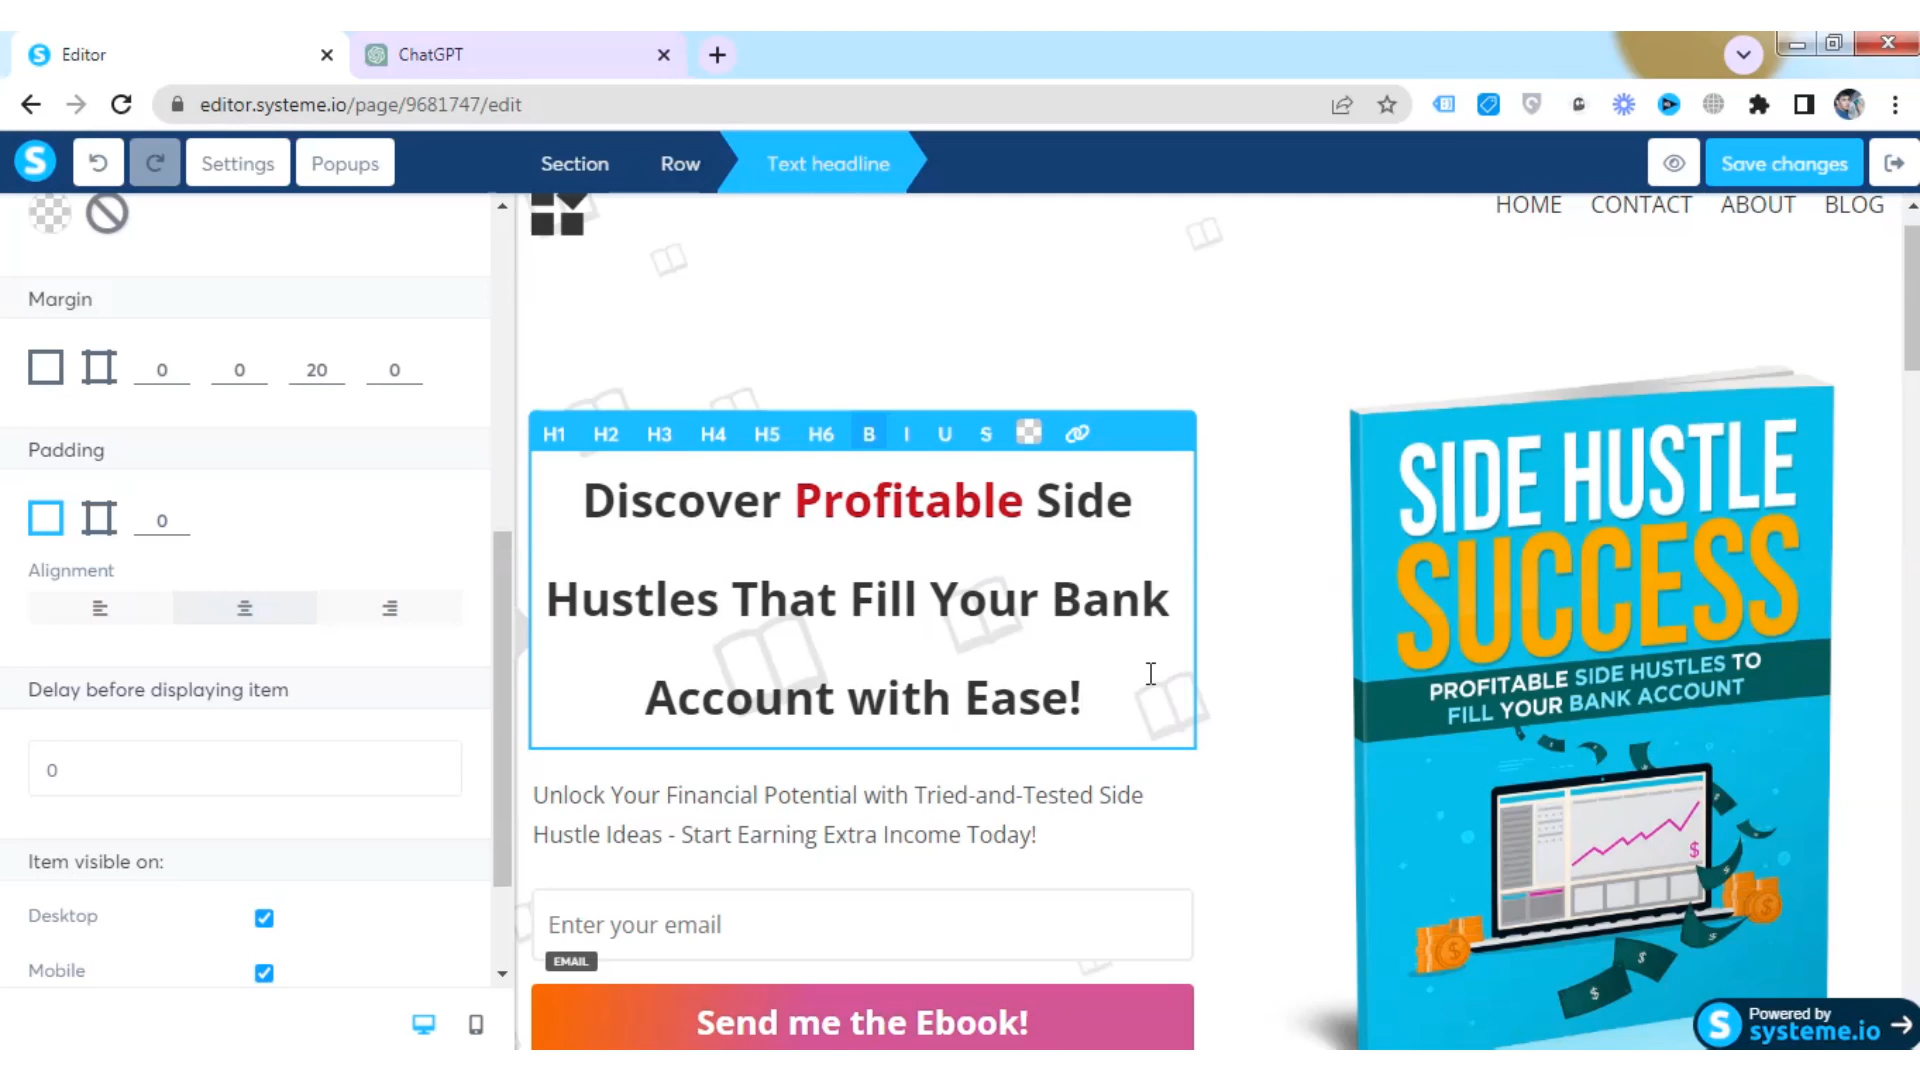 Editor
ChatGPT
editor.systeme.io/page/9681747/edit
S
Settings
Popups
Section
Row
Text headline
Save changes
HOME
CONTACT
ABOUT
BLOG
Margin
0
0
20
0
Padding
0
Alignment
Delay before displaying item
0
Item visible on:
Desktop
Mobile
H1 H2 H3 H4 H5 H6 B I U S
Discover Profitable Side
Hustles That Fill Your Bank
Account with Ease!
Unlock Your Financial Potential with Tried-and-Tested Side
Hustle Ideas - Start Earning Extra Income Today!
Enter your email
EMAIL
Send me the Ebook!
SIDE HUSTLE
SUCCESS
PROFITABLE SIDE HUSTLES TO
FILL YOUR BANK ACCOUNT
$
$
$
$
S
Powered by
systeme.io